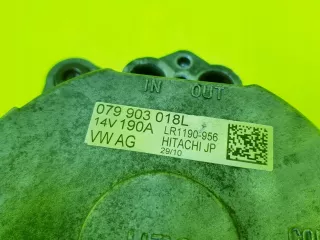 IN OUT
079 903 018L
14V 190A LR1190-956
VW AG HITACHI JP
29/10